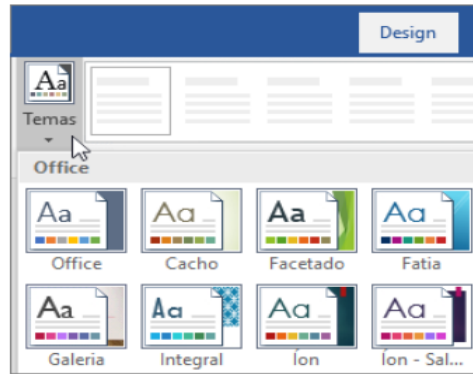 Design
Aa
Temas
Office
Aa Aa Aa Aa
Office Cacho Facetado Fatia
Aa Aa Aa Aa
Galeria Integral Íon Íon - Sal...